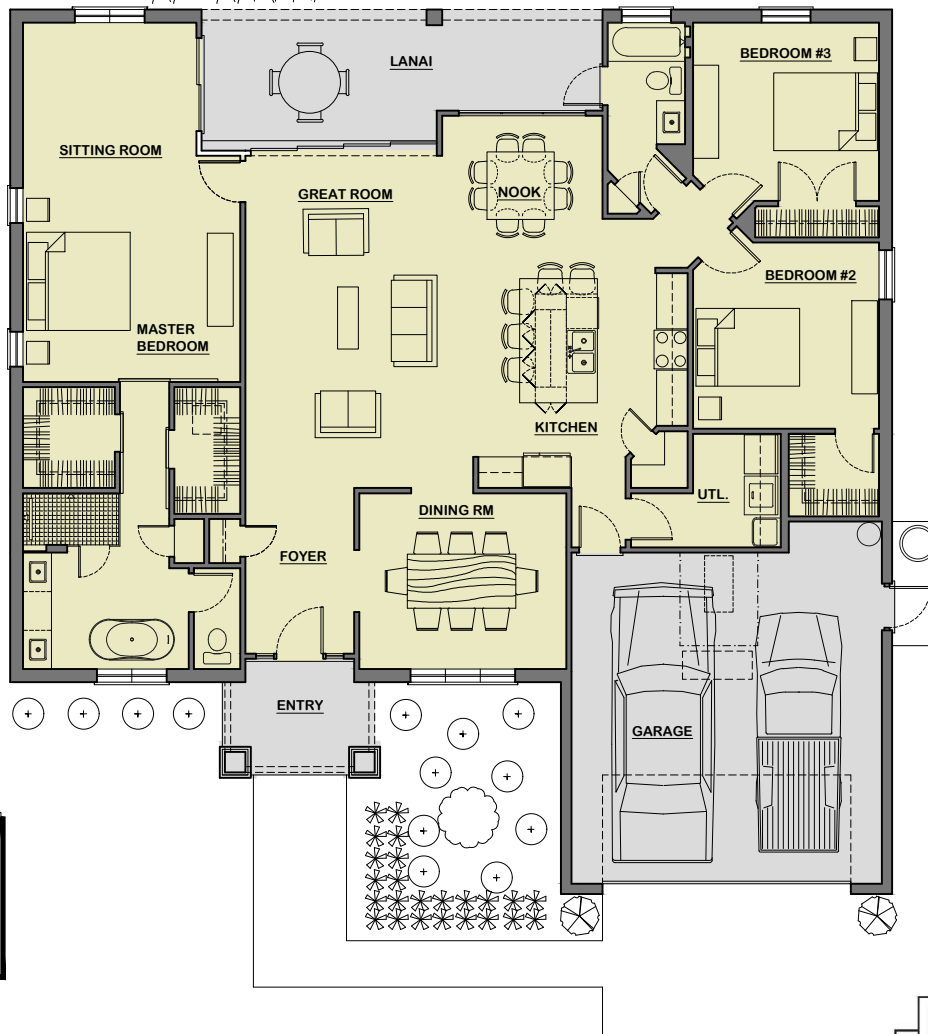 LANAI
BEDROOM #3
SITTING ROOM
GREAT ROOM
NOOK
BEDROOM #2
MASTER
BEDROOM
KITCHEN
UTL.
DINING RM
FOYER
ENTRY
GARAGE